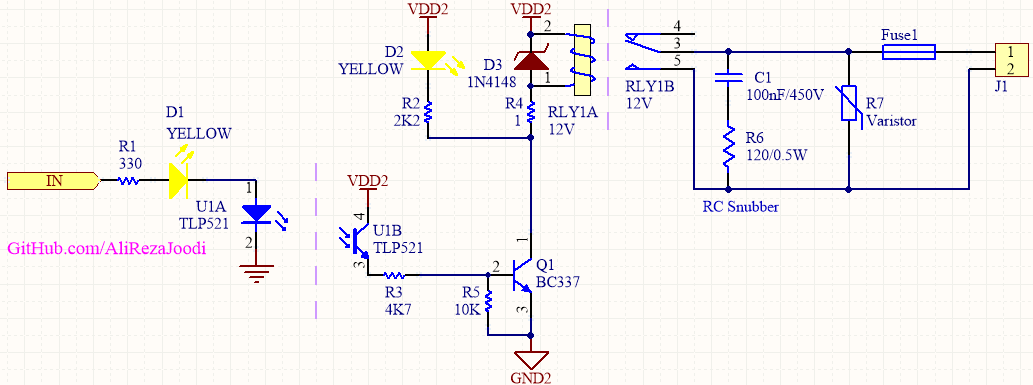 VDD2
VDD2
D2
YELLOW
D3
1N4148
2
1
R2
2K2
R4
1
RLY1A
12V
4
3
5
RLY1B
12V
Fuse1
1
2
J1
C1
100nF/450V
R7
Varistor
R6
120/0.5W
RC Snubber
D1
YELLOW
R1
330
IN
1
U1A
TLP521
2
GitHub.com/AliRezaJoodi
VDD2
4
U1B
TLP521
3
R3
4K7
R5
10K
2
1
Q1
BC337
3
GND2